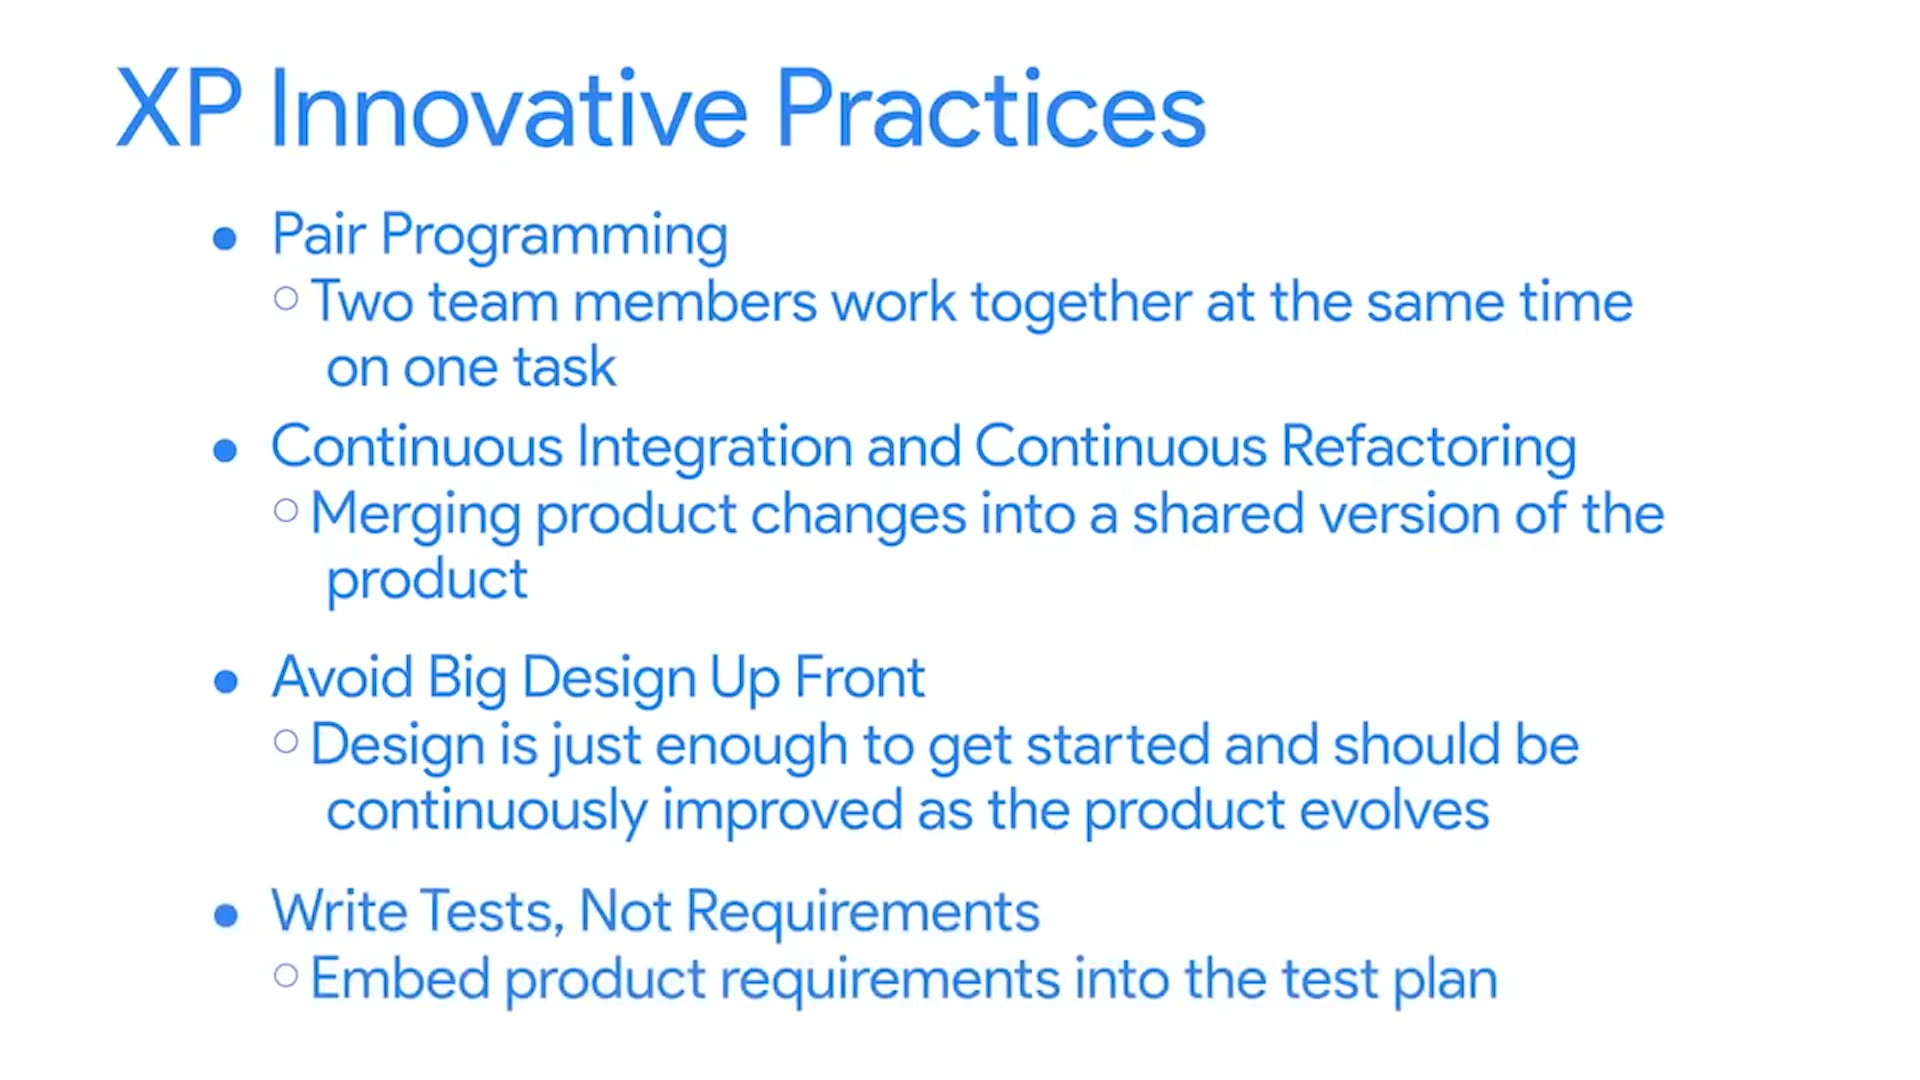 XP Innovative Practices
● Pair Programming
○ Two team members work together at the same time
on one task
● Continuous Integration and Continuous Refactoring
○ Merging product changes into a shared version of the
product
● Avoid Big Design Up Front
○ Design is just enough to get started and should be
continuously improved as the product evolves
● Write Tests, Not Requirements
○ Embed product requirements into the test plan